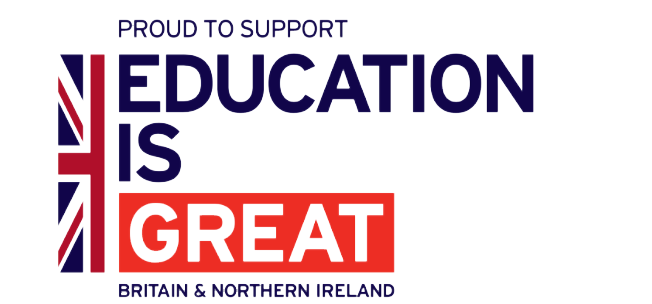 PROUD TO SUPPORT
EDUCATION
IS
GREAT
BRITAIN & NORTHERN IRELAND